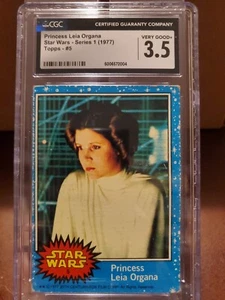 CGC
CERTIFIED GUARANTY COMPANY
Princess Leia Organa
Star Wars - Series 1 (1977)
Topps - #5
VERY GOOD+
3.5
STAR
WARS
Princess
Leia Organa